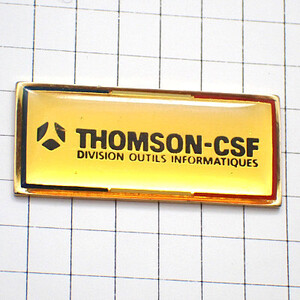 THOMSON-CSF
DIVISION OUTILS INFORMATIQUES